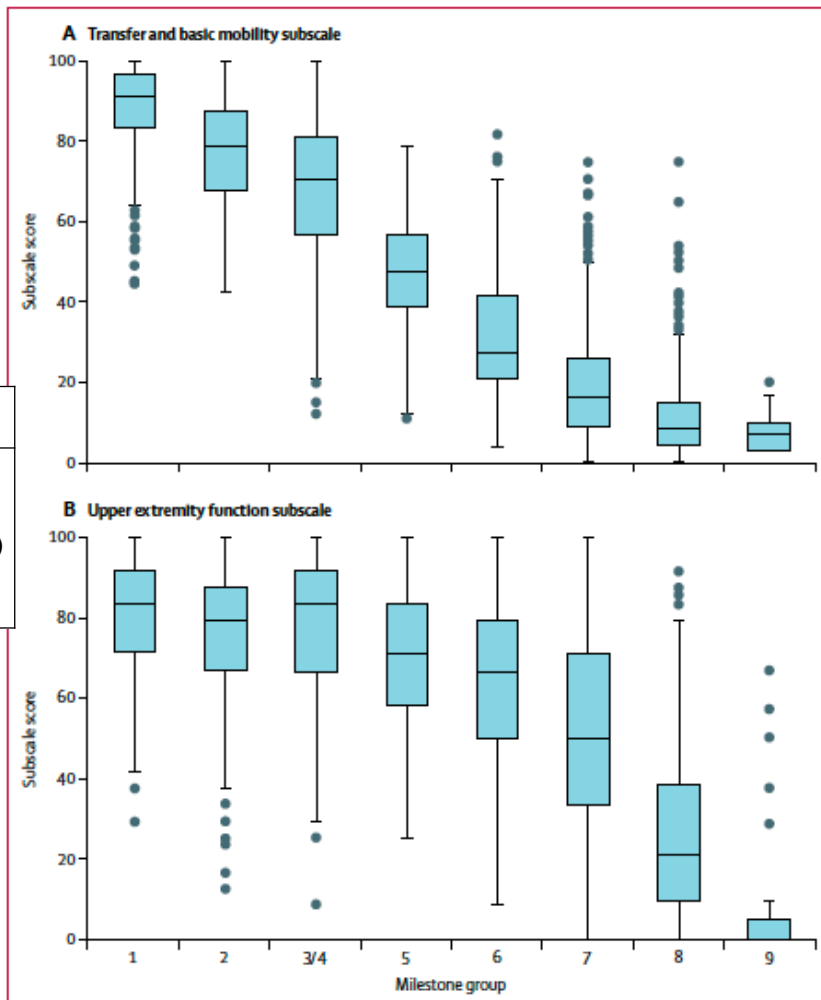 A Transfer and basic mobility subscale
100
80
60
40
20
0
Subscale score
)
B Upper extremity function subscale
100
80
60
40
20
0
Subscale score
1 2 3/4 5 6 7 8 9
Milestone group